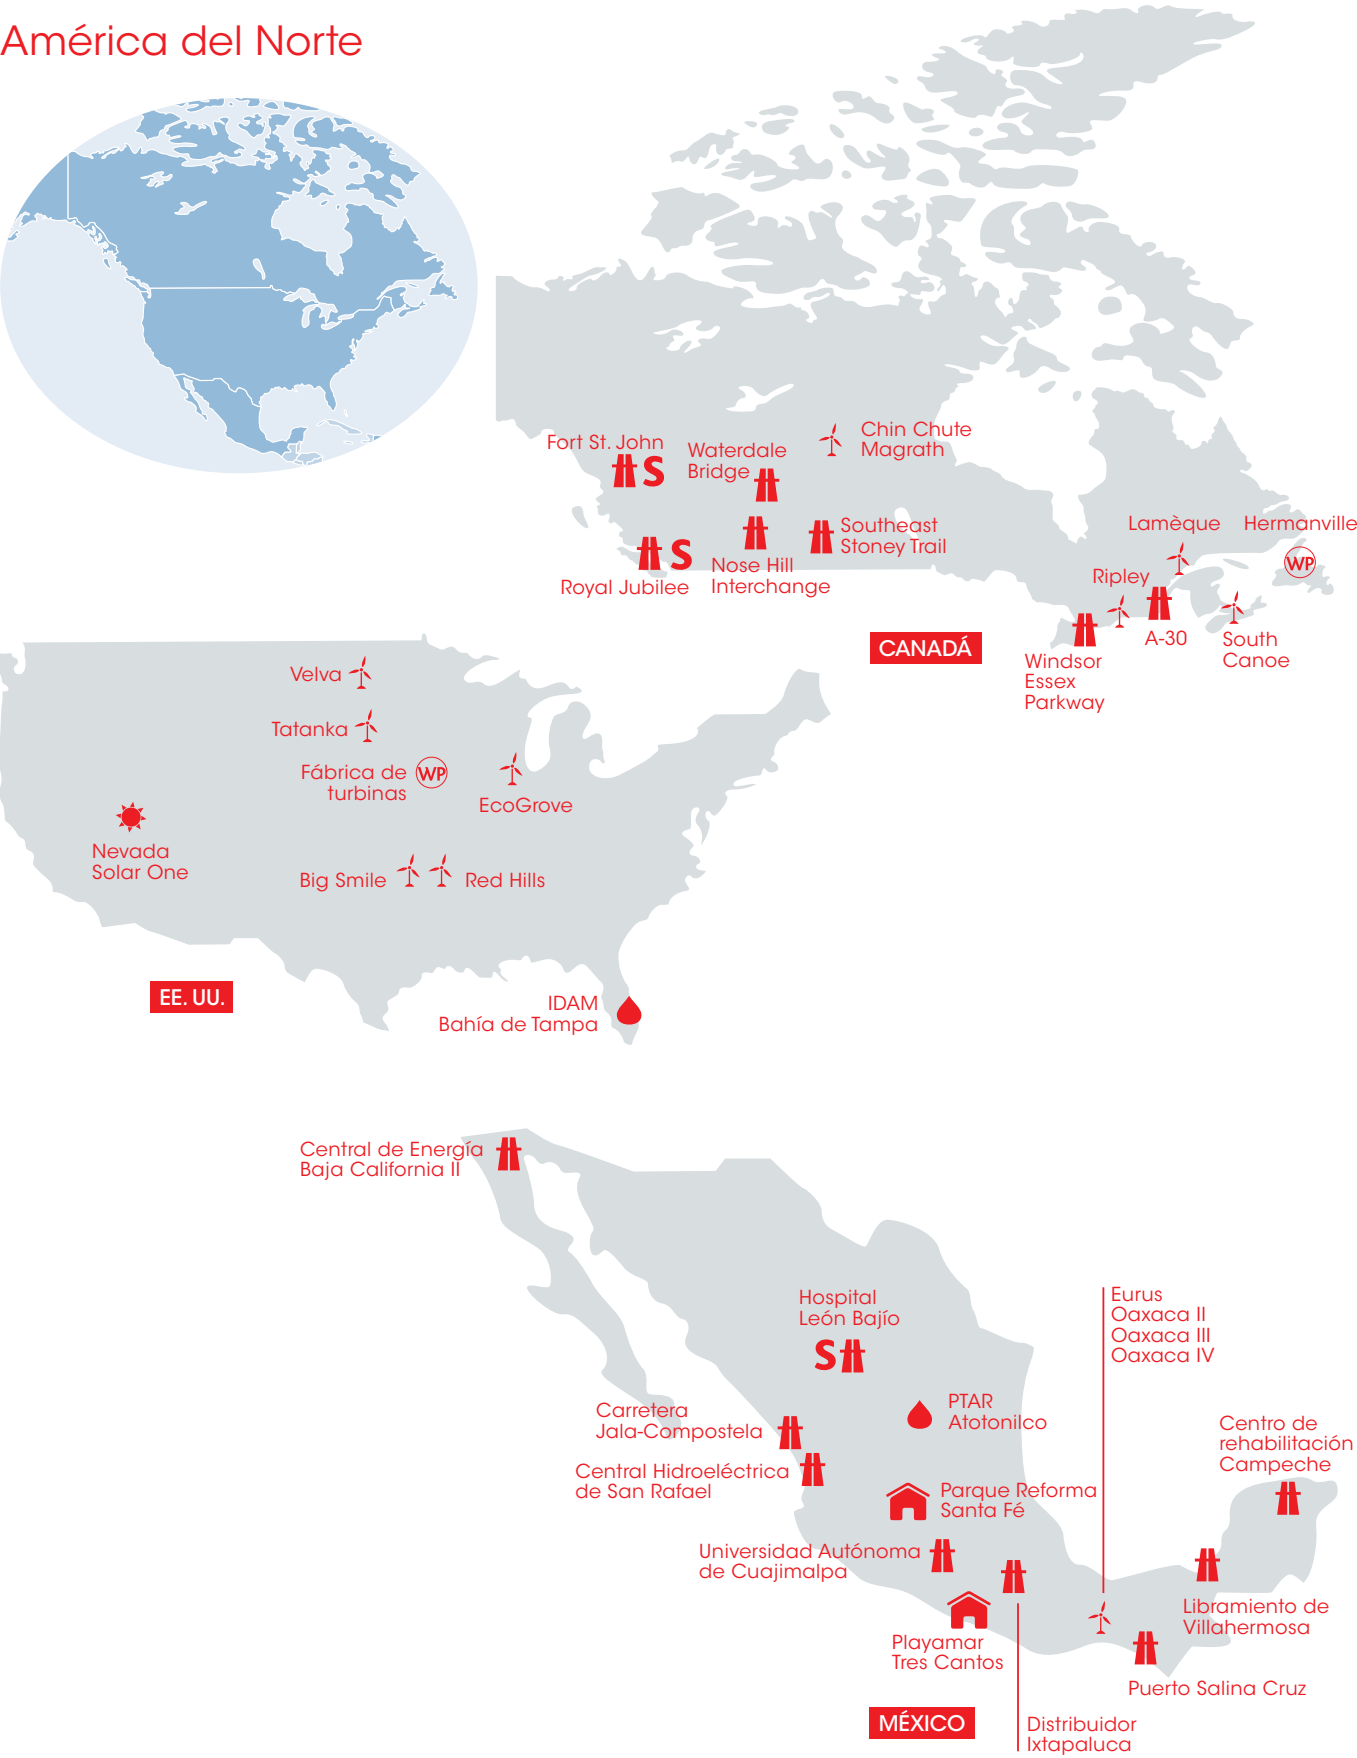 América del Norte
Fort St. John
S
Waterdale
Bridge
Chin Chute
Magrath
Royal Jubilee
S
Nose Hill
Interchange
Southeast
Stoney Trail
Lamèque
Hermanville
WP
Ripley
A-30
South
Canoe
Windsor
Essex
Parkway
CANADÁ
Velva
Tatanka
Fábrica de
turbinas
WP
EcoGrove
Nevada
Solar One
Big Smile
Red Hills
EE. UU.
IDAM
Bahía de Tampa
Central de Energía
Baja California II
Hospital
León Bajío
S
Eurus
Oaxaca II
Oaxaca III
Oaxaca IV
PTAR
Atotonilco
Carretera
Jala-Compostela
Central Hidroeléctrica
de San Rafael
Centro de
rehabilitación
Campeche
Parque Reforma
Santa Fé
Universidad Autónoma
de Cuajimalpa
Playamar
Tres Cantos
Libramiento de
Villahermosa
Puerto Salina Cruz
MÉXICO
Distribuidor
Ixtapaluca